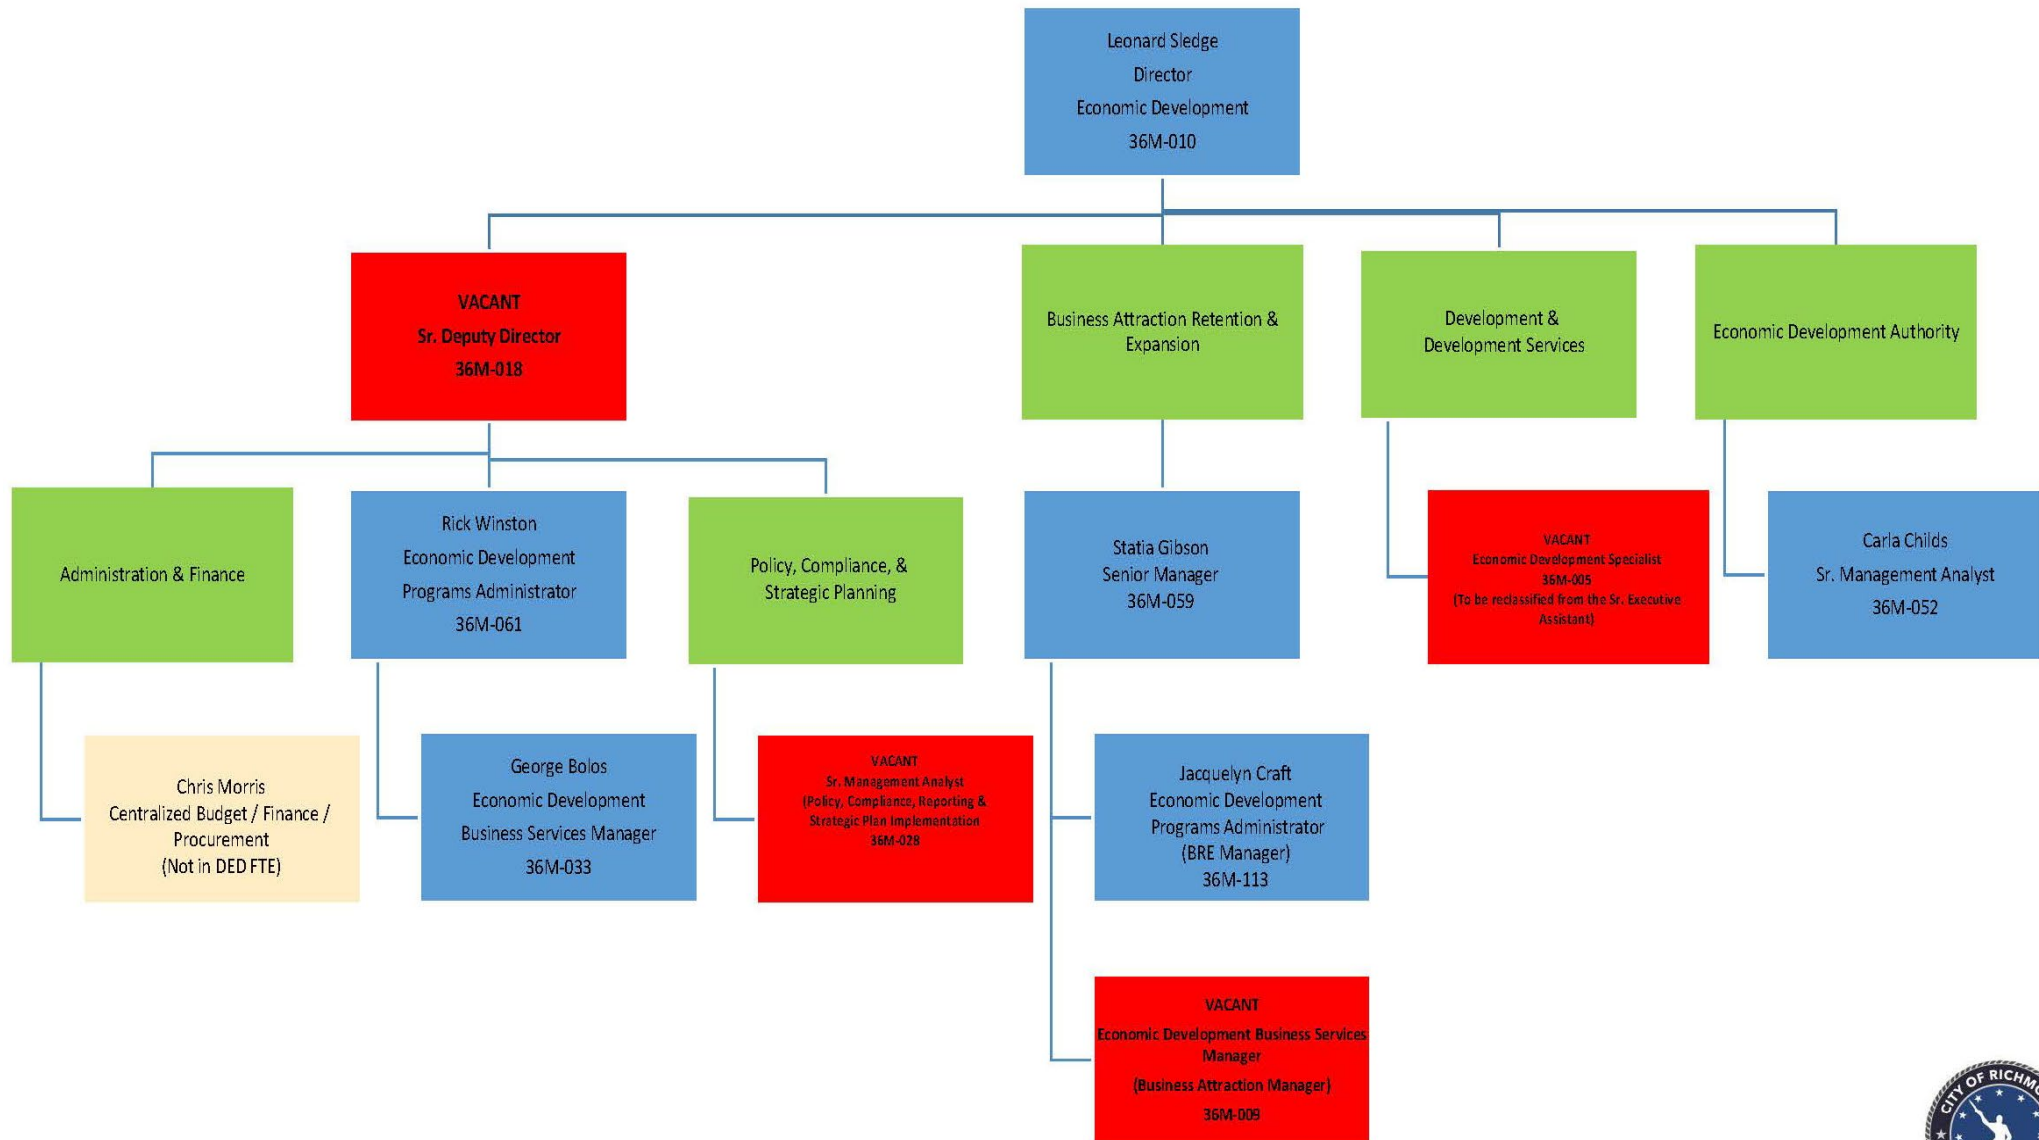 Leonard Sledge
Director
Economic Development
36M-010
VACANT
Sr. Deputy Director
36M-018
Business Attraction Retention &
Expansion
Development &
Development Services
Economic Development Authority
Administration & Finance
Rick Winston
Economic Development
Programs Administrator
36M-061
Policy, Compliance, &
Strategic Planning
Statia Gibson
Senior Manager
36M-059
VACANT
Economic Development Specialist
36M-005
(To be reclassified from the Sr. Executive
Assistant)
Carla Childs
Sr. Management Analyst
36M-052
Chris Morris
Centralized Budget / Finance /
Procurement
(Not in DED FTE)
George Bolos
Economic Development
Business Services Manager
36M-033
VACANT
Sr. Management Analyst
(Policy, Compliance, Reporting &
Strategic Plan Implementation
36M-028
Jacquelyn Craft
Economic Development
Programs Administrator
(BRE Manager)
36M-113
VACANT
Economic Development Business Services
Manager
(Business Attraction Manager)
36M-009
CITY OF RICHMO